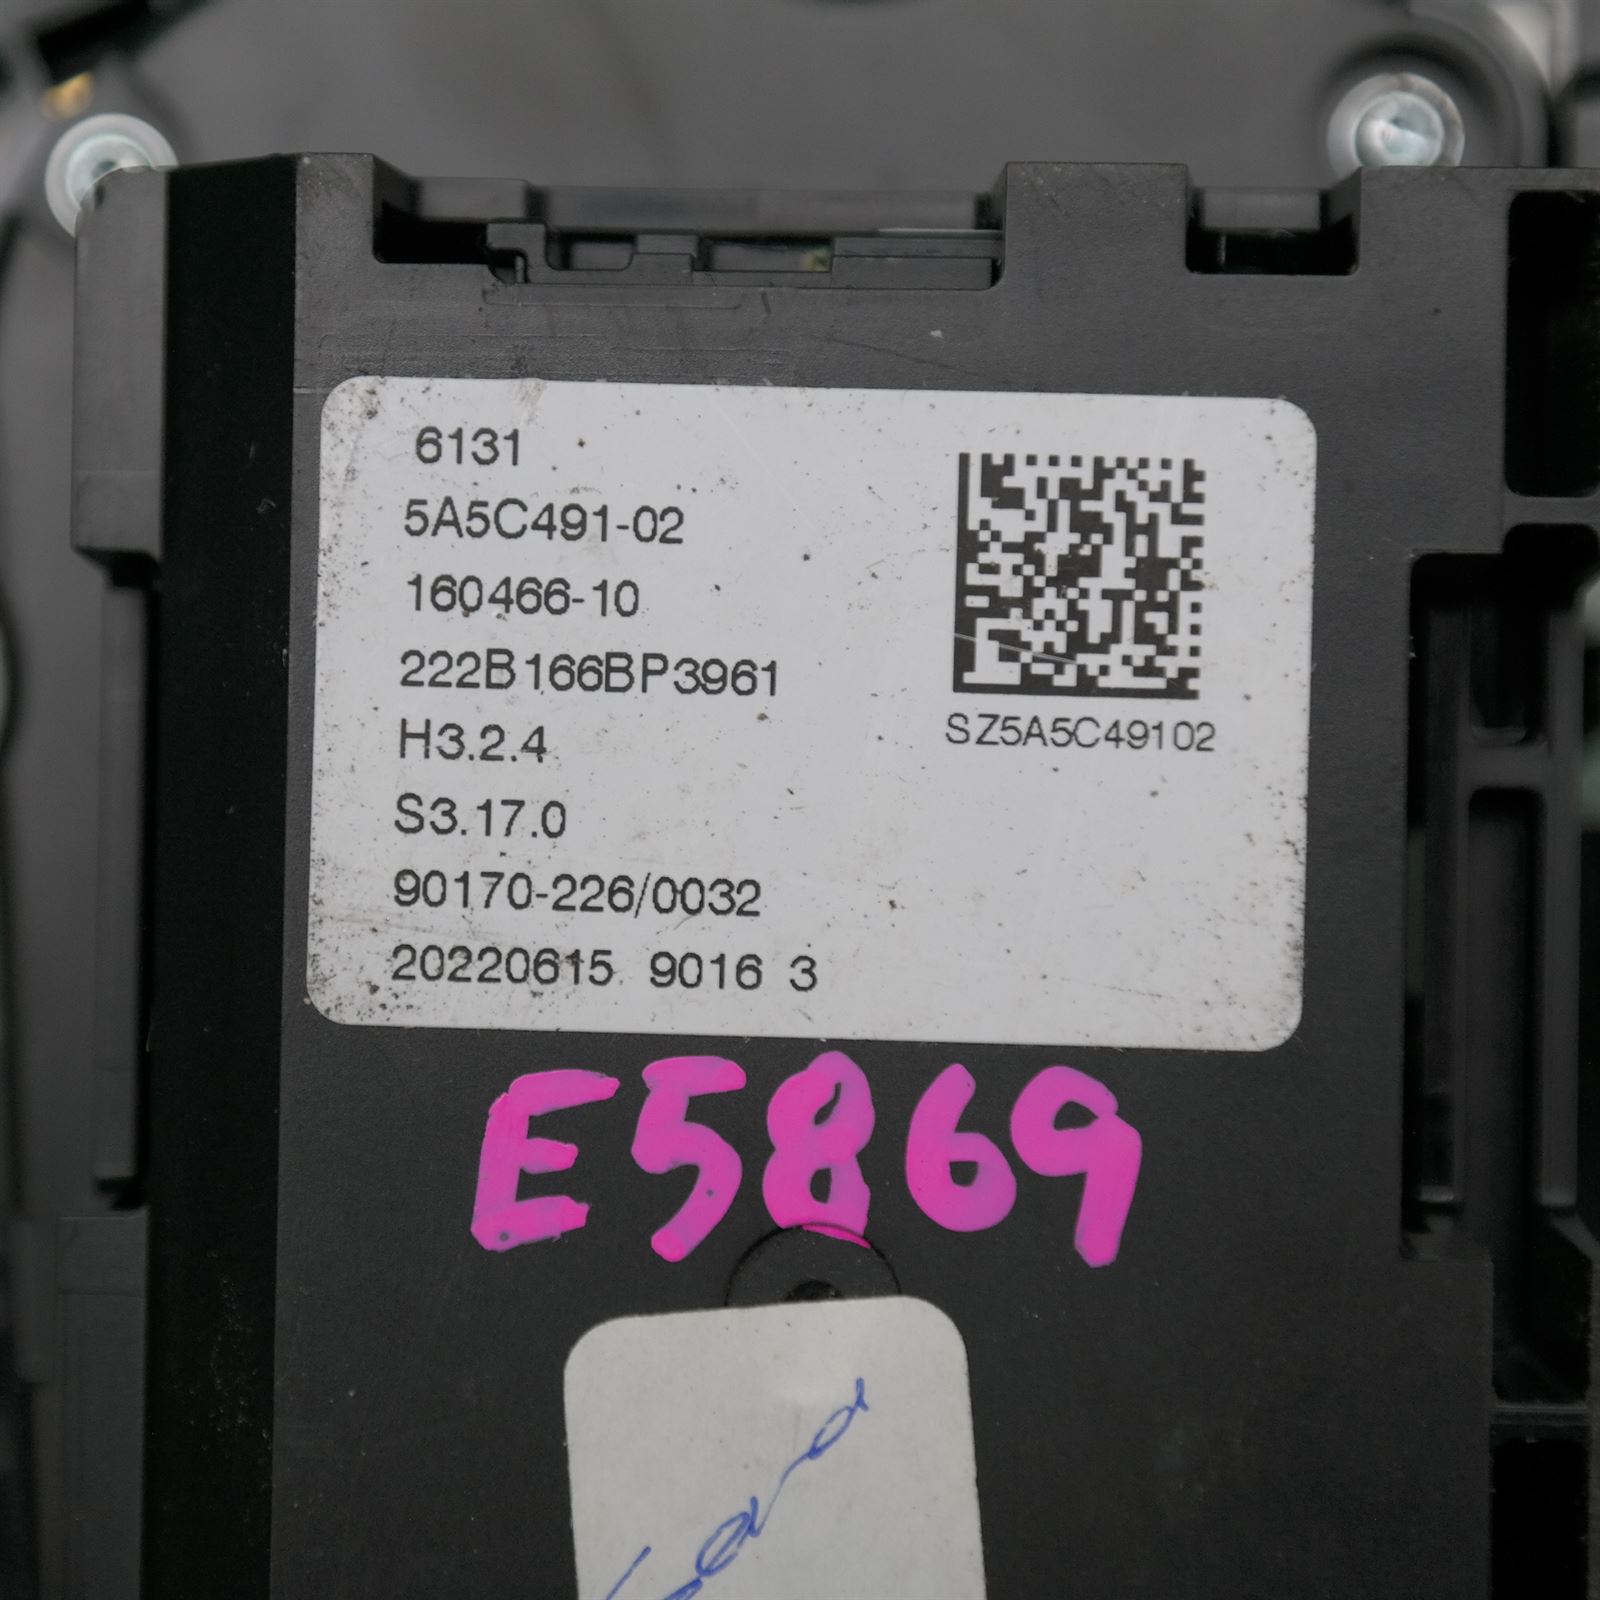 6131
5A5C491-02
160466-10
222B166BP3961
H3.2.4
S3.17.0
90170-226/0032
20220615 9016 3
SZ5A5C49102
E5869